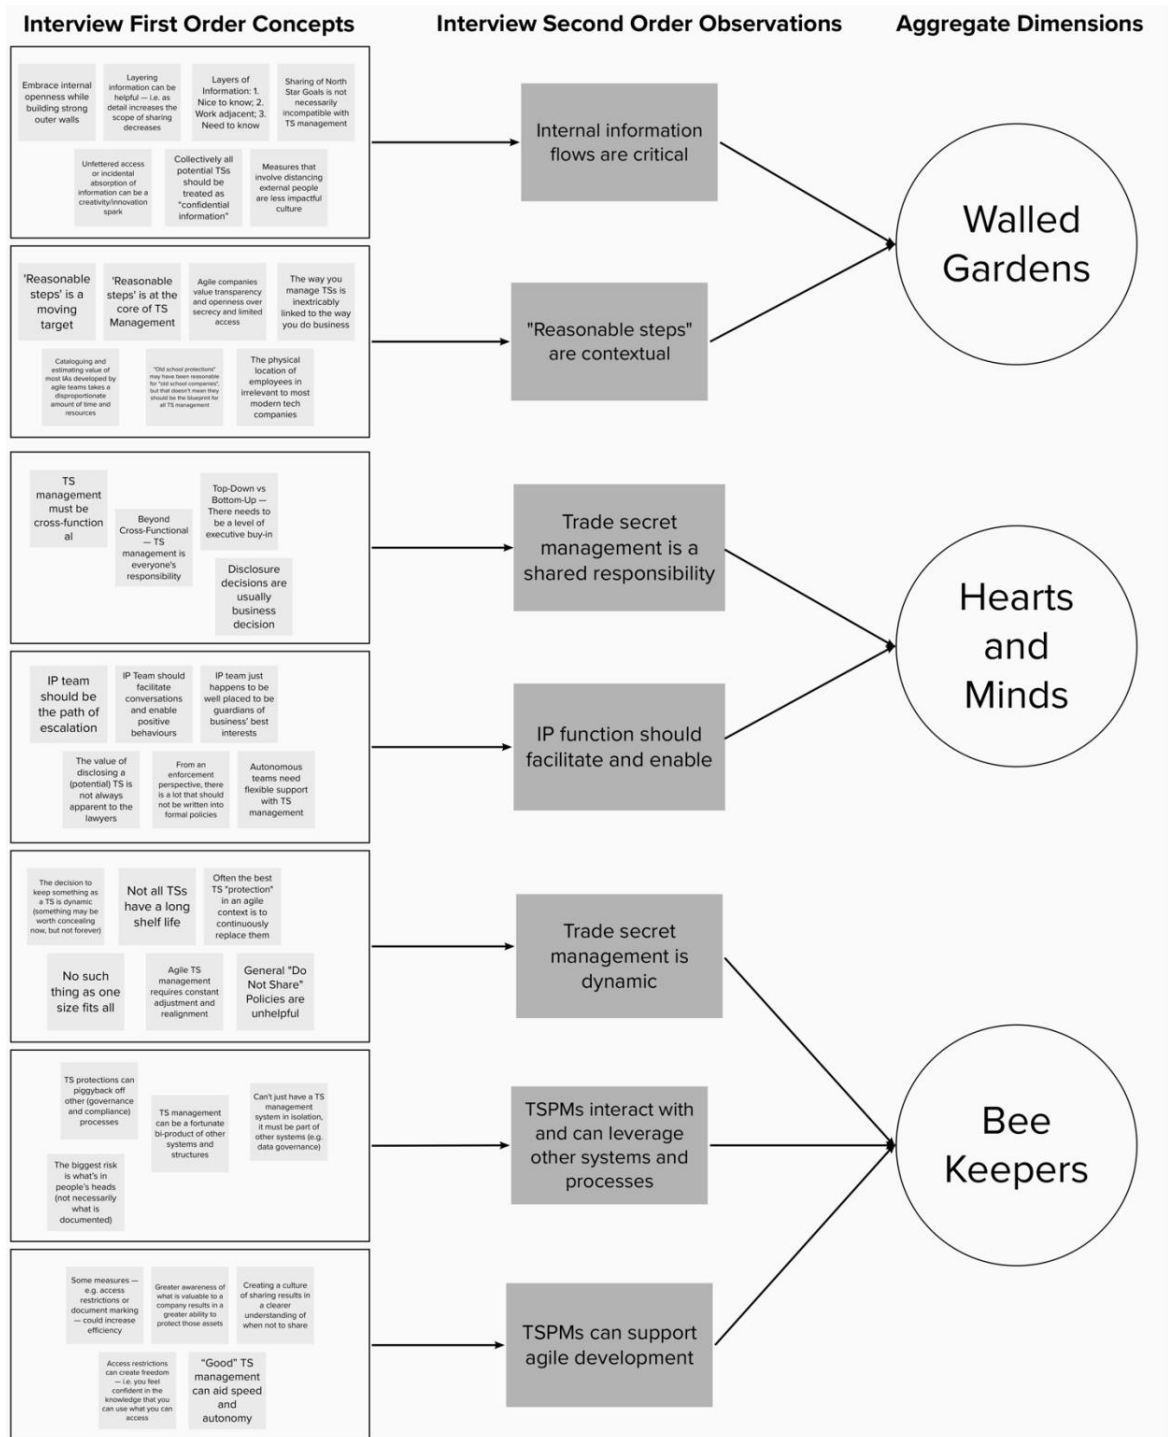 Interview First Order Concepts
Interview Second Order Observations
Aggregate Dimensions
Embrace internal
openness while
building strong
outer walls
Layering
information can be
helpful — i.e. as
detail increases the
scope of sharing
decreases
Layers of
Information: 1.
Nice to know; 2.
Work adjacent; 3.
Need to know
Sharing of North
Star Goals is not
necessarily
incompatible with
TS management
Unfettered access
or incidental
absorption of
information can be a
creativity/innovation
spark
Collectively all
potential TSs
should be
treated as
"confidential
information"
Measures that
involve distancing
external people
are less impactful
culture
Internal information
flows are critical
'Reasonable
steps' is a
moving
target
'Reasonable
steps' is at the
core of TS
Management
Agile companies
value transparency
and openness over
secrecy and limited
access
The way you
manage TSs is
inextricably
linked to the way
you do business
Cataloguing and
estimating value of
most IAs developed by
agile teams takes a
disproportionate
amount of time and
resources
"Old school protections"
may have been reasonable
for "old school companies",
but that doesn't mean they
should be the blueprint for
all TS management
The physical
location of
employees in
irrelevant to most
modern tech
companies
"Reasonable steps"
are contextual
Walled
Gardens
TS
management
must be
cross-function
al
Beyond
Cross-Functional
— TS
management is
everyone's
responsibility
Top-Down vs
Bottom-Up —
There needs to
be a level of
executive buy-in
Disclosure
decisions are
usually
business
decision
Trade secret
management is a
shared responsibility
IP team
should be
the path of
escalation
IP Team should
facilitate
conversations
and enable
positive
behaviours
IP team just
happens to be
well placed to be
guardians of
business' best
interests
The value of
disclosing a
(potential) TS is
not always
apparent to the
lawyers
From an
enforcement
perspective, there
is a lot that should
not be written into
formal policies
Autonomous
teams need
flexible support
with TS
management
IP function should
facilitate and enable
Hearts
and
Minds
The decision to
keep something as
a TS is dynamic
(something may be
worth concealing
now, but not forever)
Not all TSs
have a long
shelf life
Often the best
TS "protection"
in an agile
context is to
continuously
replace them
No such
thing as one
size fits all
Agile TS
management
requires constant
adjustment and
realignment
General "Do
Not Share"
Policies are
unhelpful
Trade secret
management is
dynamic
TS protections can
piggyback off
other (governance
and compliance)
processes
TS management
can be a fortunate
bi-product of other
systems and
structures
Can't just have a TS
management
system in isolation,
it must be part of
other systems (e.g.
data governance)
The biggest risk
is what's in
people's heads
(not necessarily
what is
documented)
TSPMs interact with
and can leverage
other systems and
processes
Some measures —
e.g. access
restrictions or
document marking
— could increase
efficiency
Greater awareness of
what is valuable to a
company results in a
greater ability to
protect those assets
Creating a culture
of sharing results in
a clearer
understanding of
when not to share
Access restrictions
can create freedom
— i.e. you feel
confident in the
knowledge that you
can use what you can
access
"Good" TS
management
can aid speed
and
autonomy
TSPMs can support
agile development
Bee
Keepers